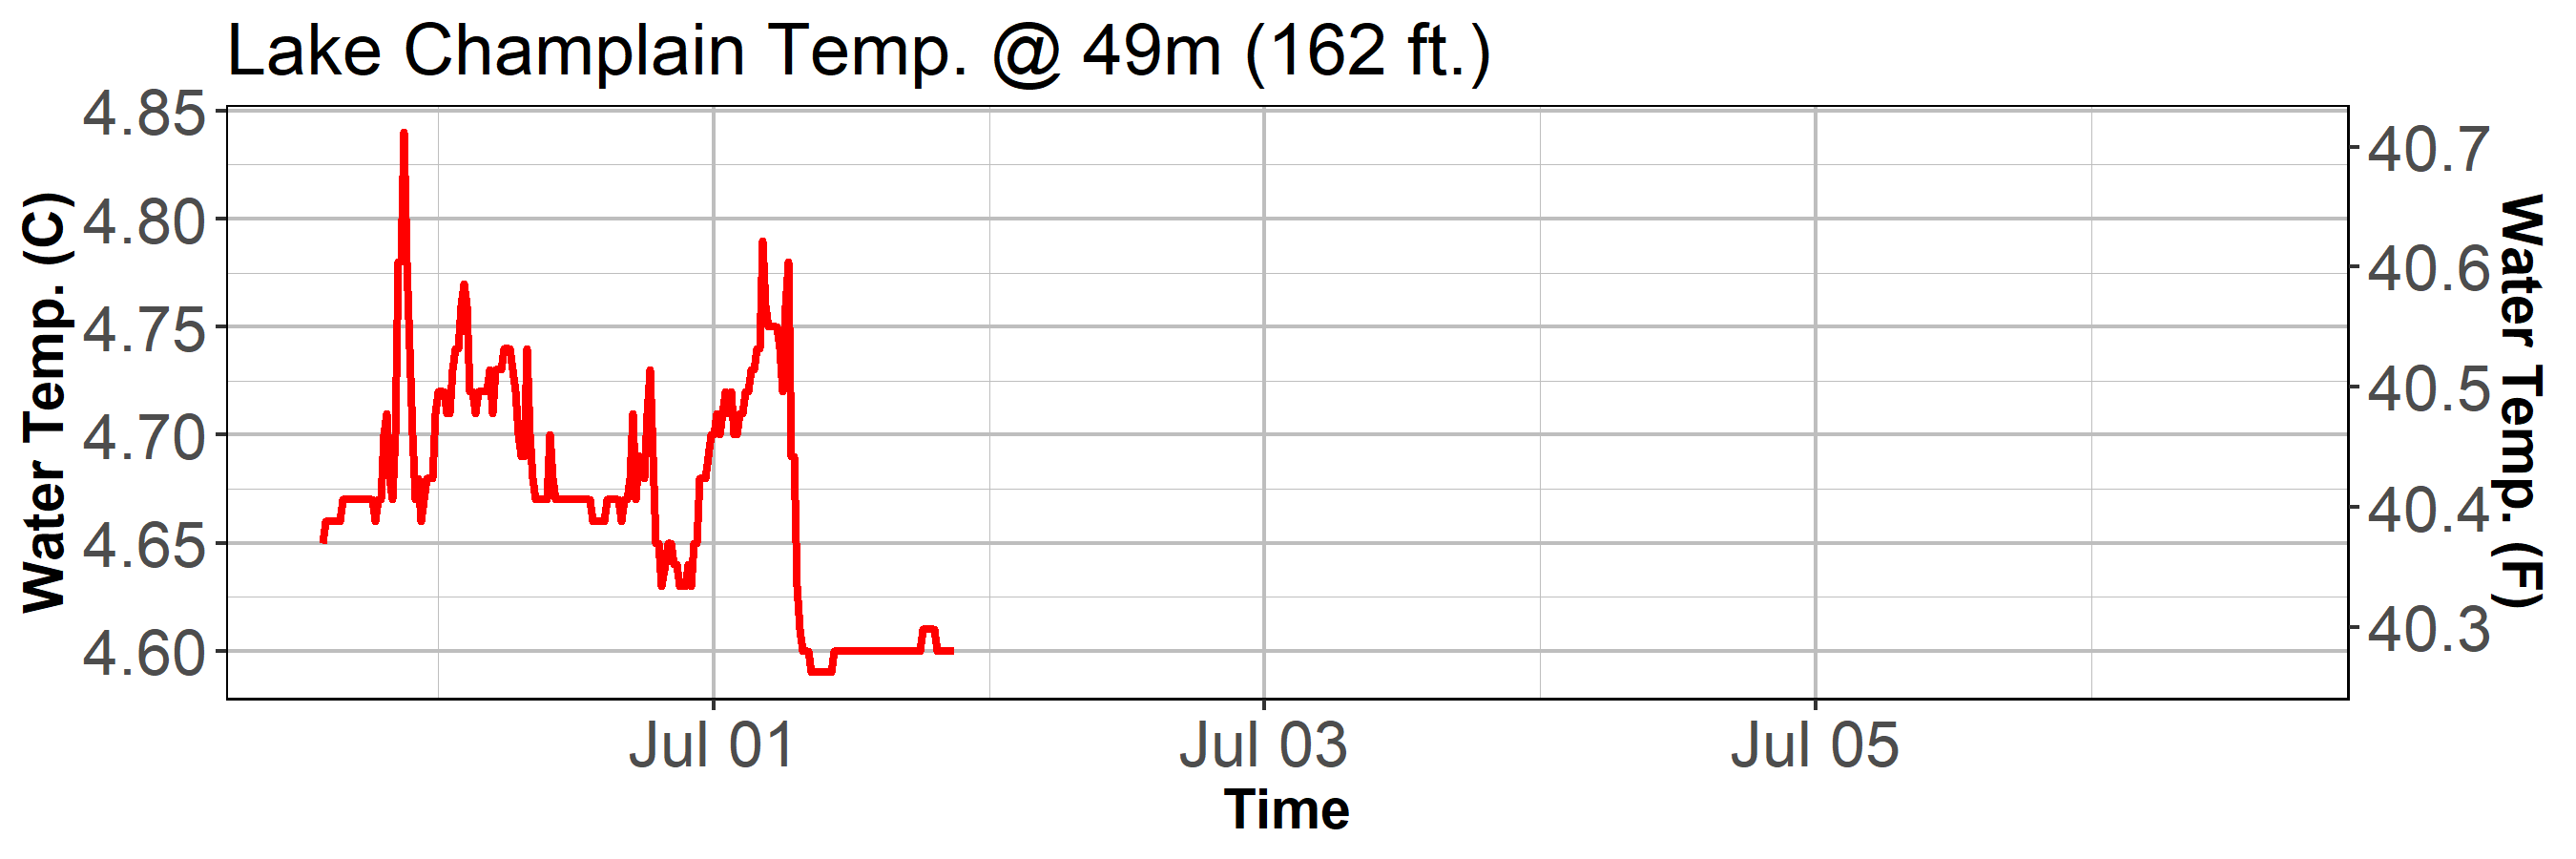 Lake Champlain Temp. @ 49m (162 ft.)
Water Temp. (C)
4.85
4.80
4.75
4.70
4.65
4.60
40.7
40.6
40.5
40.4
40.3
Water Temp. (F)
Jul 01
Jul 03
Jul 05
Time